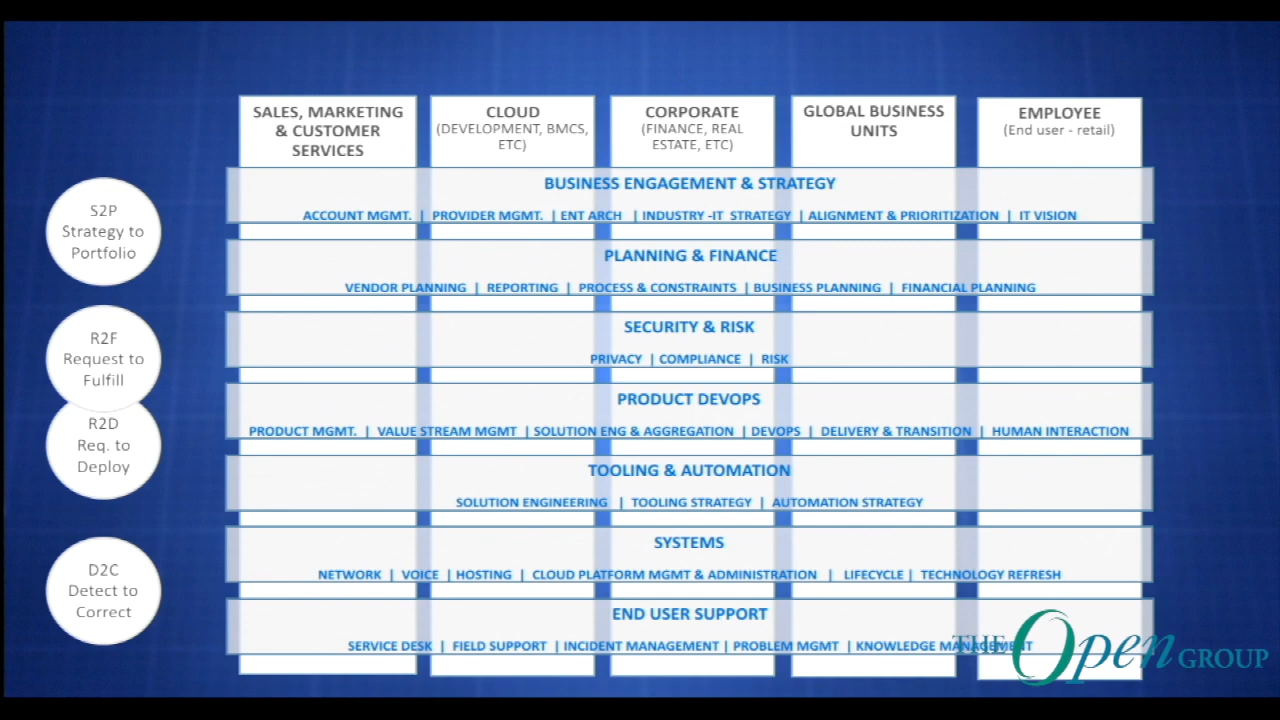 SALES, MARKETING
& CUSTOMER
SERVICES
CLOUD
(DEVELOPMENT, BMCS,
ETC)
CORPORATE
(FINANCE, REAL
ESTATE, ETC)
GLOBAL BUSINESS
UNITS
EMPLOYEE
(End user - retail)
S2P
Strategy to
Portfolio
BUSINESS ENGAGEMENT & STRATEGY
ACCOUNT MGMT. | PROVIDER MGMT. | ENT ARCH | INDUSTRY -IT STRATEGY | ALIGNMENT & PRIORITIZATION | IT VISION
PLANNING & FINANCE
VENDOR PLANNING | REPORTING | PROCESS & CONSTRAINTS | BUSINESS PLANNING | FINANCIAL PLANNING
R2F
Request to
Fulfill
SECURITY & RISK
PRIVACY | COMPLIANCE | RISK
R2D
Req. to
Deploy
PRODUCT DEVOPS
PRODUCT MGMT. | VALUE STREAM MGMT | SOLUTION ENG & AGGREGATION | DEVOPS | DELIVERY & TRANSITION | HUMAN INTERACTION
TOOLING & AUTOMATION
SOLUTION ENGINEERING | TOOLING STRATEGY | AUTOMATION STRATEGY
D2C
Detect to
Correct
SYSTEMS
NETWORK | VOICE | HOSTING | CLOUD PLATFORM MGMT & ADMINISTRATION | LIFECYCLE | TECHNOLOGY REFRESH
END USER SUPPORT
SERVICE DESK | FIELD SUPPORT | INCIDENT MANAGEMENT | PROBLEM MGMT | KNOWLEDGE MANAGEMENT
THE Open GROUP